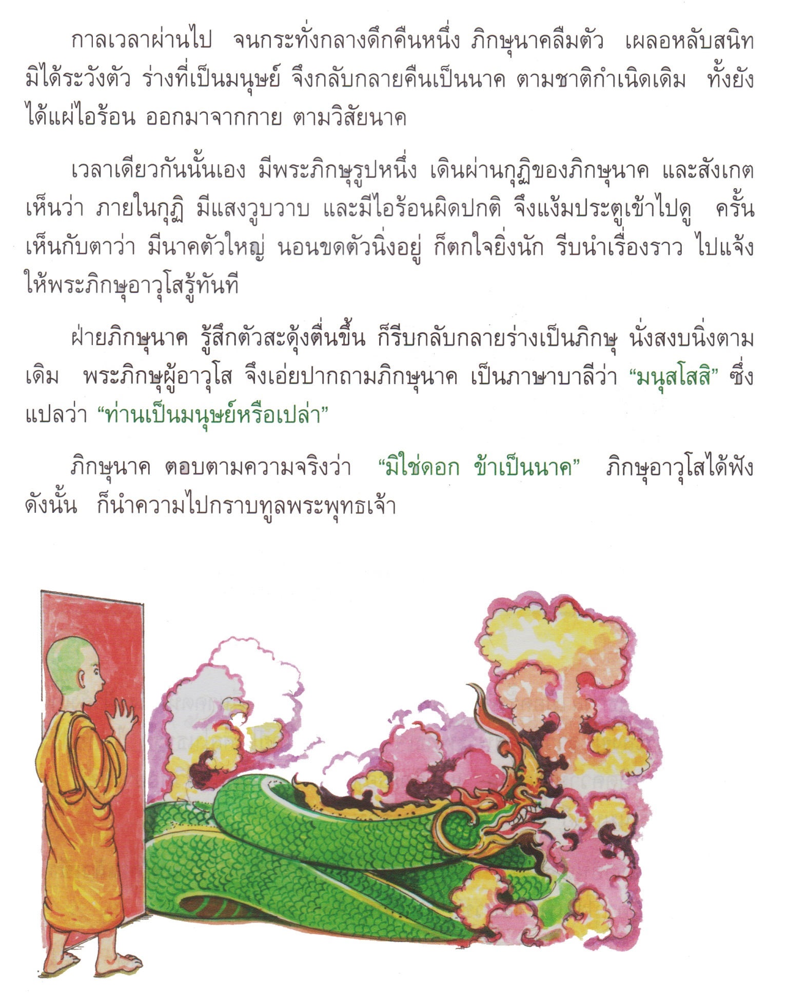 กาลเวลาผ่านไป จนกระทั่งกลางดึกคืนหนึ่ง ภิกษุนาคลืมตัว เผลอหลับสนิท
มิได้ระวังตัว ร่างที่เป็นมนุษย์ จึงกลับกลายคืนเป็นนาค ตามชาติกำเนิดเดิม ทั้งยัง
ได้แผ่ไอร้อน ออกมาจากกาย ตามวิสัยนาค
เวลาเดียวกันนั้นเอง มีพระภิกษุรูปหนึ่ง เดินผ่านกุฏิของภิกษุนาค และสังเกต
เห็นว่า ภายในกุฏิ มีแสงวูบวาบ และมีไอร้อนผิดปกติ จึงแง้มประตูเข้าไปดู ครั้น
เห็นกับตาว่า มีนาคตัวใหญ่ นอนขดตัวนิ่งอยู่ ก็ตกใจยิ่งนัก รีบนำเรื่องราว ไปแจ้ง
ให้พระภิกษุอาวุโสรู้ทันที
ฝ่ายภิกษุนาค รู้สึกตัวสะดุ้งตื่นขึ้น ก็รีบกลับกลายร่างเป็นภิกษุ นั่งสงบนิ่งตาม
เดิม พระภิกษุผู้อาวุโส จึงเอ่ยปากถามภิกษุนาค เป็นภาษาบาลีว่า “มนุสโสสิ” ซึ่ง
แปลว่า “ท่านเป็นมนุษย์หรือเปล่า”
ภิกษุนาค ตอบตามความจริงว่า “มิใช่ดอก ข้าเป็นนาค” ภิกษุอาวุโสได้ฟัง
ดังนั้น ก็นำความไปกราบทูลพระพุทธเจ้า